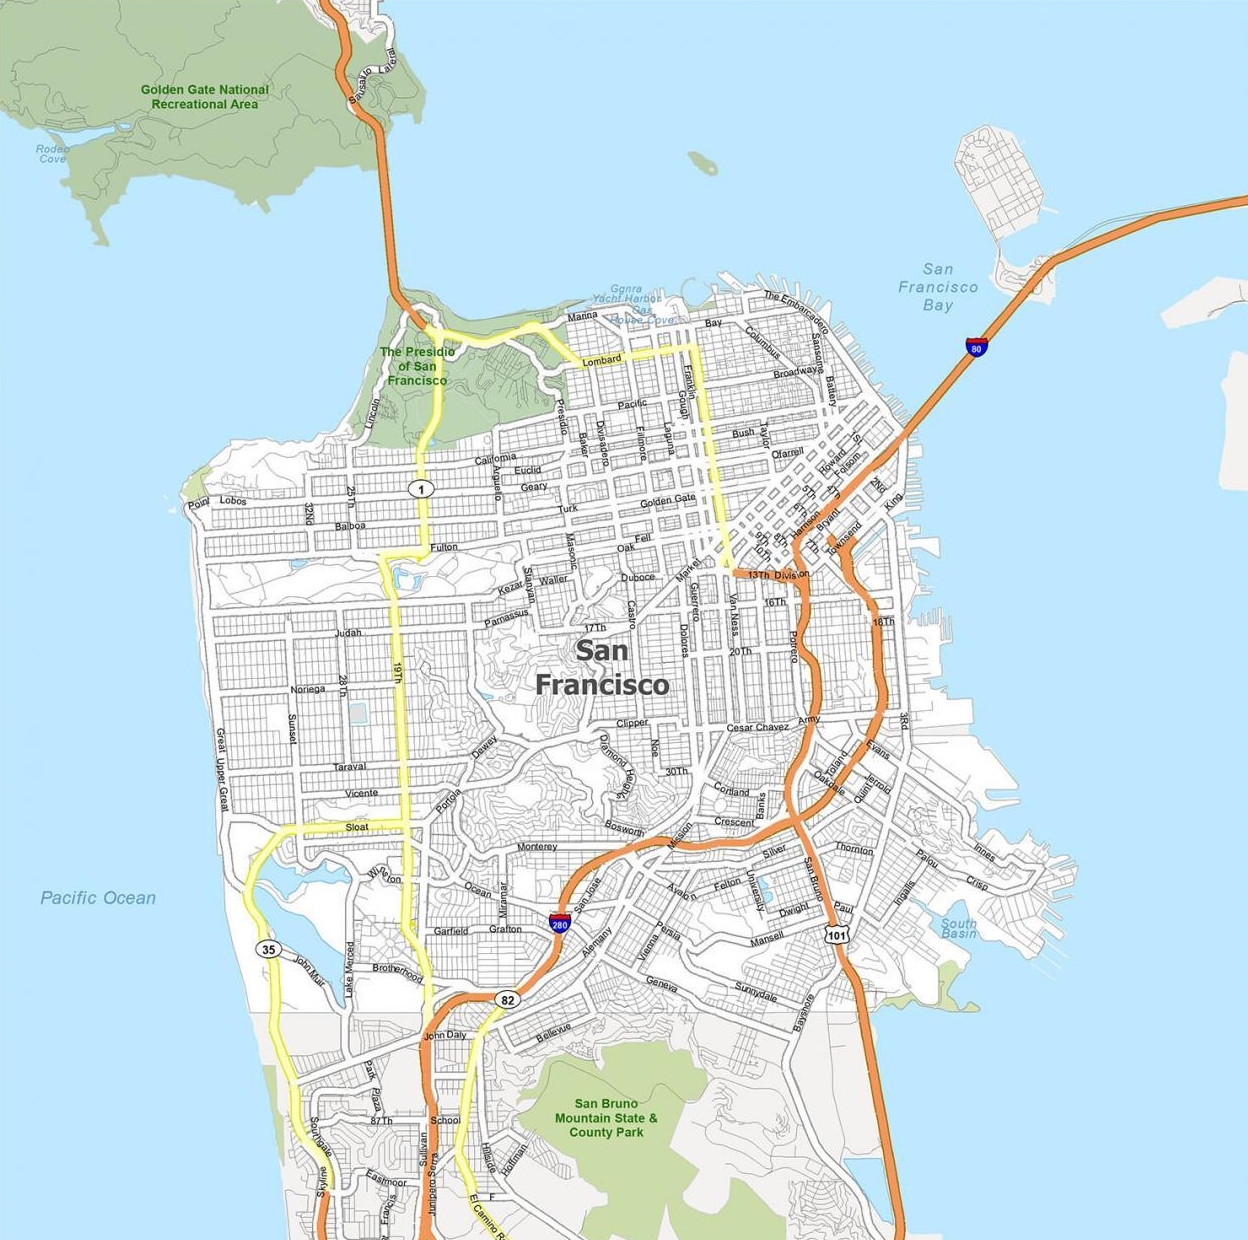 Lateral
Sausalito
Golden Gate National
Recreational Area
Rodeo
Cove
San
Francisco
Bay
80
Ggnra
Yacht Harbor
Gas
House Cove
The Embarcadero
Marina
Bay
Columbus
Sansome
The Presidio
of San
Francisco
Lombard
Franklin
Broadway
Battery
Lincoln
Presidio
Pacific
Gough
Baker
Divisadero
Fillmore
Laguna
Bush
Taylor
Ofarrell
1St
Howard
Folsom
California
Euclid
Arguello
Geary
1
25Th
32Nd
Point Lobos
Golden Gate
Turk
4Th
5Th
2Nd
King
6Th
Harrison
Bryant
Balboa
Fulton
Masonic
Fell
Oak
9Th
10Th
8Th
7Th
Townsend
Market
13Th Division
Kezar
Stanyan
Waller
Duboce
Guerrero
Van Ness
16Th
Parnassus
Castro
17Th
18Th
Judah
Dolores
20Th
Potrero
San
Francisco
19Th
28Th
Noriega
Sunset
Great
Upper Great
Clipper
Cesar Chavez
Army
3Rd
Dewey
Noe
Diamond Heights
30Th
Evans
Toland
Oakdale
Jerrold
Quint
Taraval
Vicente
Portola
Cortland
Banks
Sloat
Bosworth
Mission
Crescent
Monterey
Silver
Thornton
Innes
Palou
Crisp
Winston
Ocean
Miramar
San Jose
Avalon
Felton
University
San Bruno
Ingalls
Pacific Ocean
280
Dwight
Paul
South
Basin
Garfield
Grafton
Alemany
Vienna
Persia
Mansell
101
35
John Muir
Lake Merced
Brotherhood
Geneva
Sunnydale
Bayshore
82
John Daly
Bellevue
Park
Plaza
San Bruno
Mountain State &
County Park
87Th
School
Southgate
Sullivan
Hillside
Hoffman
Skyline
Eastmoor
Francis
Junipero Serra
F
El Camino R